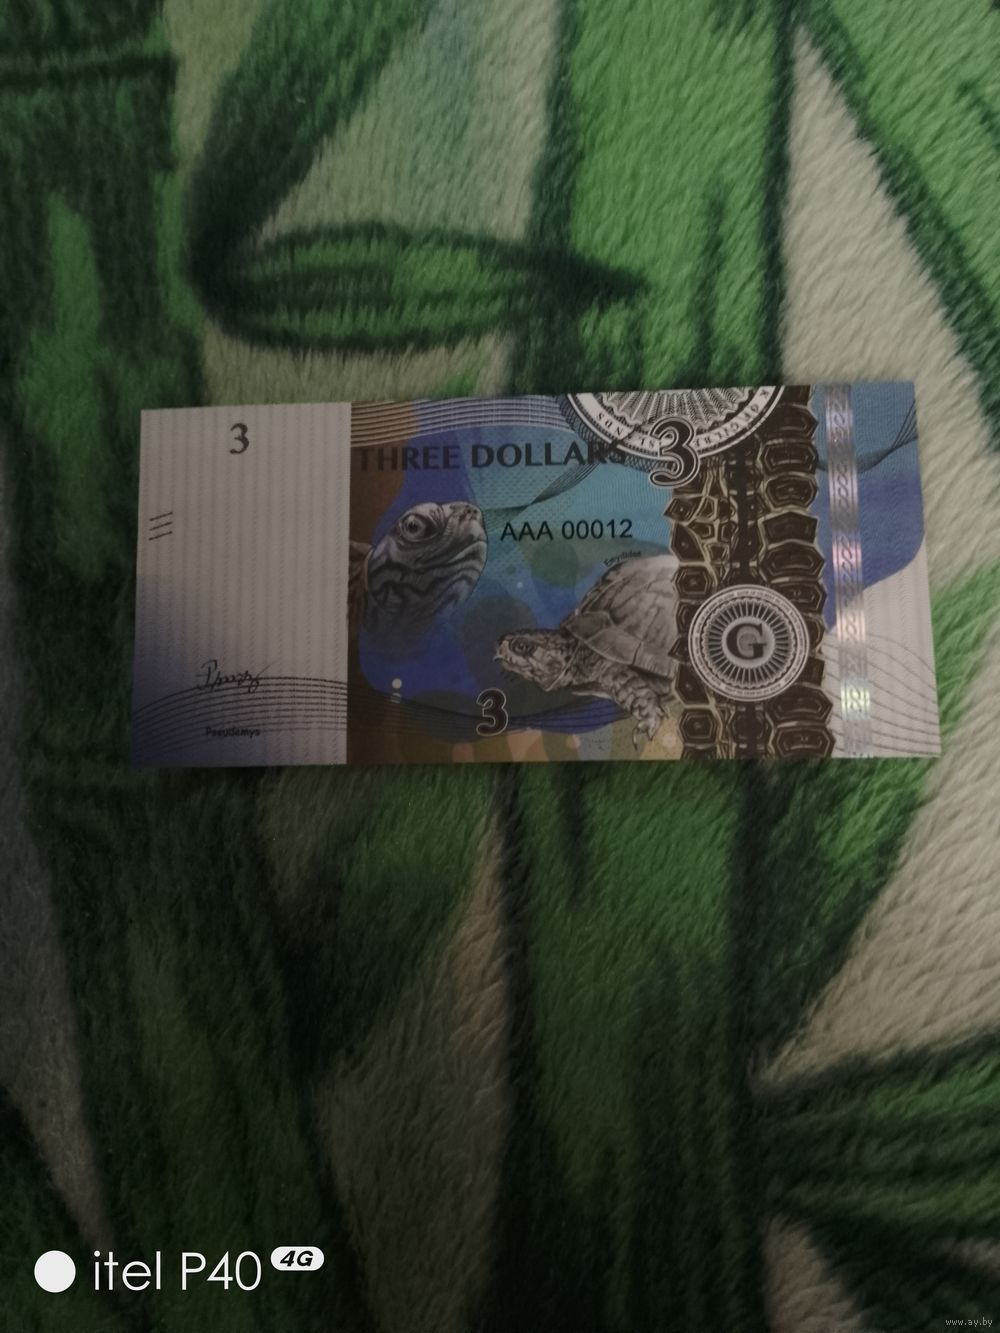 3
THREE DOLLARS
3
AAA 00012
Emydidae
G
3
Pseudemys
itel P40 4G
www.ay.by